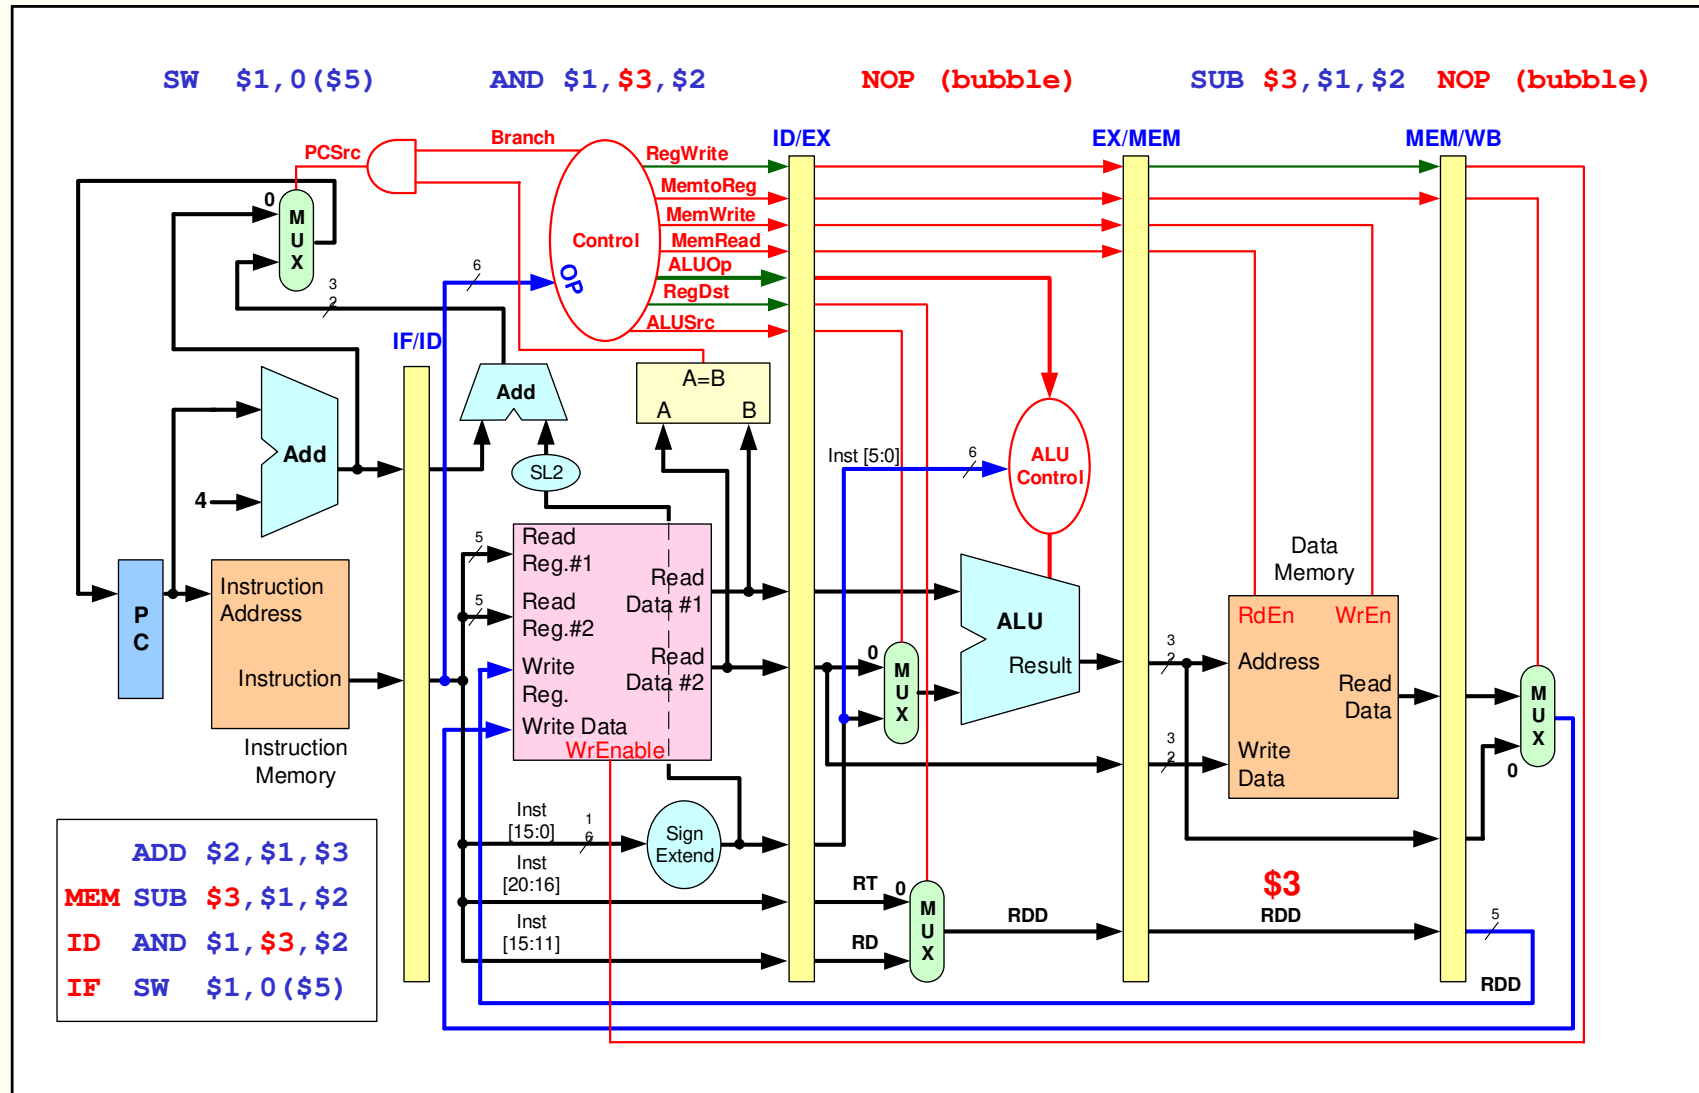 SW $1,0($5)
AND $1,$3,$2
NOP (bubble)
SUB $3,$1,$2
NOP (bubble)
ID/EX
EX/MEM
MEM/WB
Branch
PCSrc
RegWrite
MemtoReg
MemWrite
MemRead
ALUOp
RegDst
ALUSrc
Control
OP
6
0
M
U
X
3
2
IF/ID
Add
4
Add
SL2
A=B
A B
Inst [5:0]
6
ALU
Control
P
C
Instruction
Address
Instruction
Instruction
Memory
5
Read
Reg.#1
5
Read
Reg.#2
Write
Reg.
Write Data
WrEnable
Read
Data #1
Read
Data #2
0
M
U
X
ALU
Result
3
2
3
2
Data
Memory
RdEn WrEn
Address
Read
Data
Write
Data
M
U
X
0
Inst
[15:0]
1
6
Sign
Extend
Inst
[20:16]
Inst
[15:11]
RT
0
RD
M
U
X
RDD
$3
RDD
5
RDD
ADD $2,$1,$3
MEM SUB $3,$1,$2
ID AND $1,$3,$2
IF SW $1,0($5)